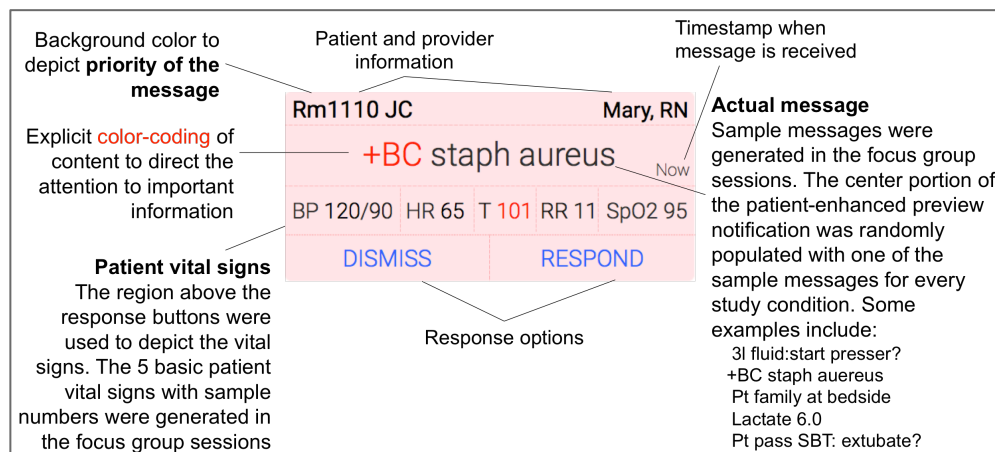 Background color to
depict priority of the
message
Patient and provider
information
Timestamp when
message is received
Explicit color-coding of
content to direct the
attention to important
information
Rm1110 JC
Mary, RN
+BC staph aureus
Now
BP 120/90
HR 65
T 101
RR 11
SpO2 95
DISMISS
RESPOND
Response options
Patient vital signs
The region above the
response buttons were
used to depict the vital
signs. The 5 basic patient
vital signs with sample
numbers were generated in
the focus group sessions
Actual message
Sample messages were
generated in the focus group
sessions. The center portion of
the patient-enhanced preview
notification was randomly
populated with one of the
sample messages for every
study condition. Some
examples include:
3l fluid:start presser?
+BC staph auereus
Pt family at bedside
Lactate 6.0
Pt pass SBT: extubate?